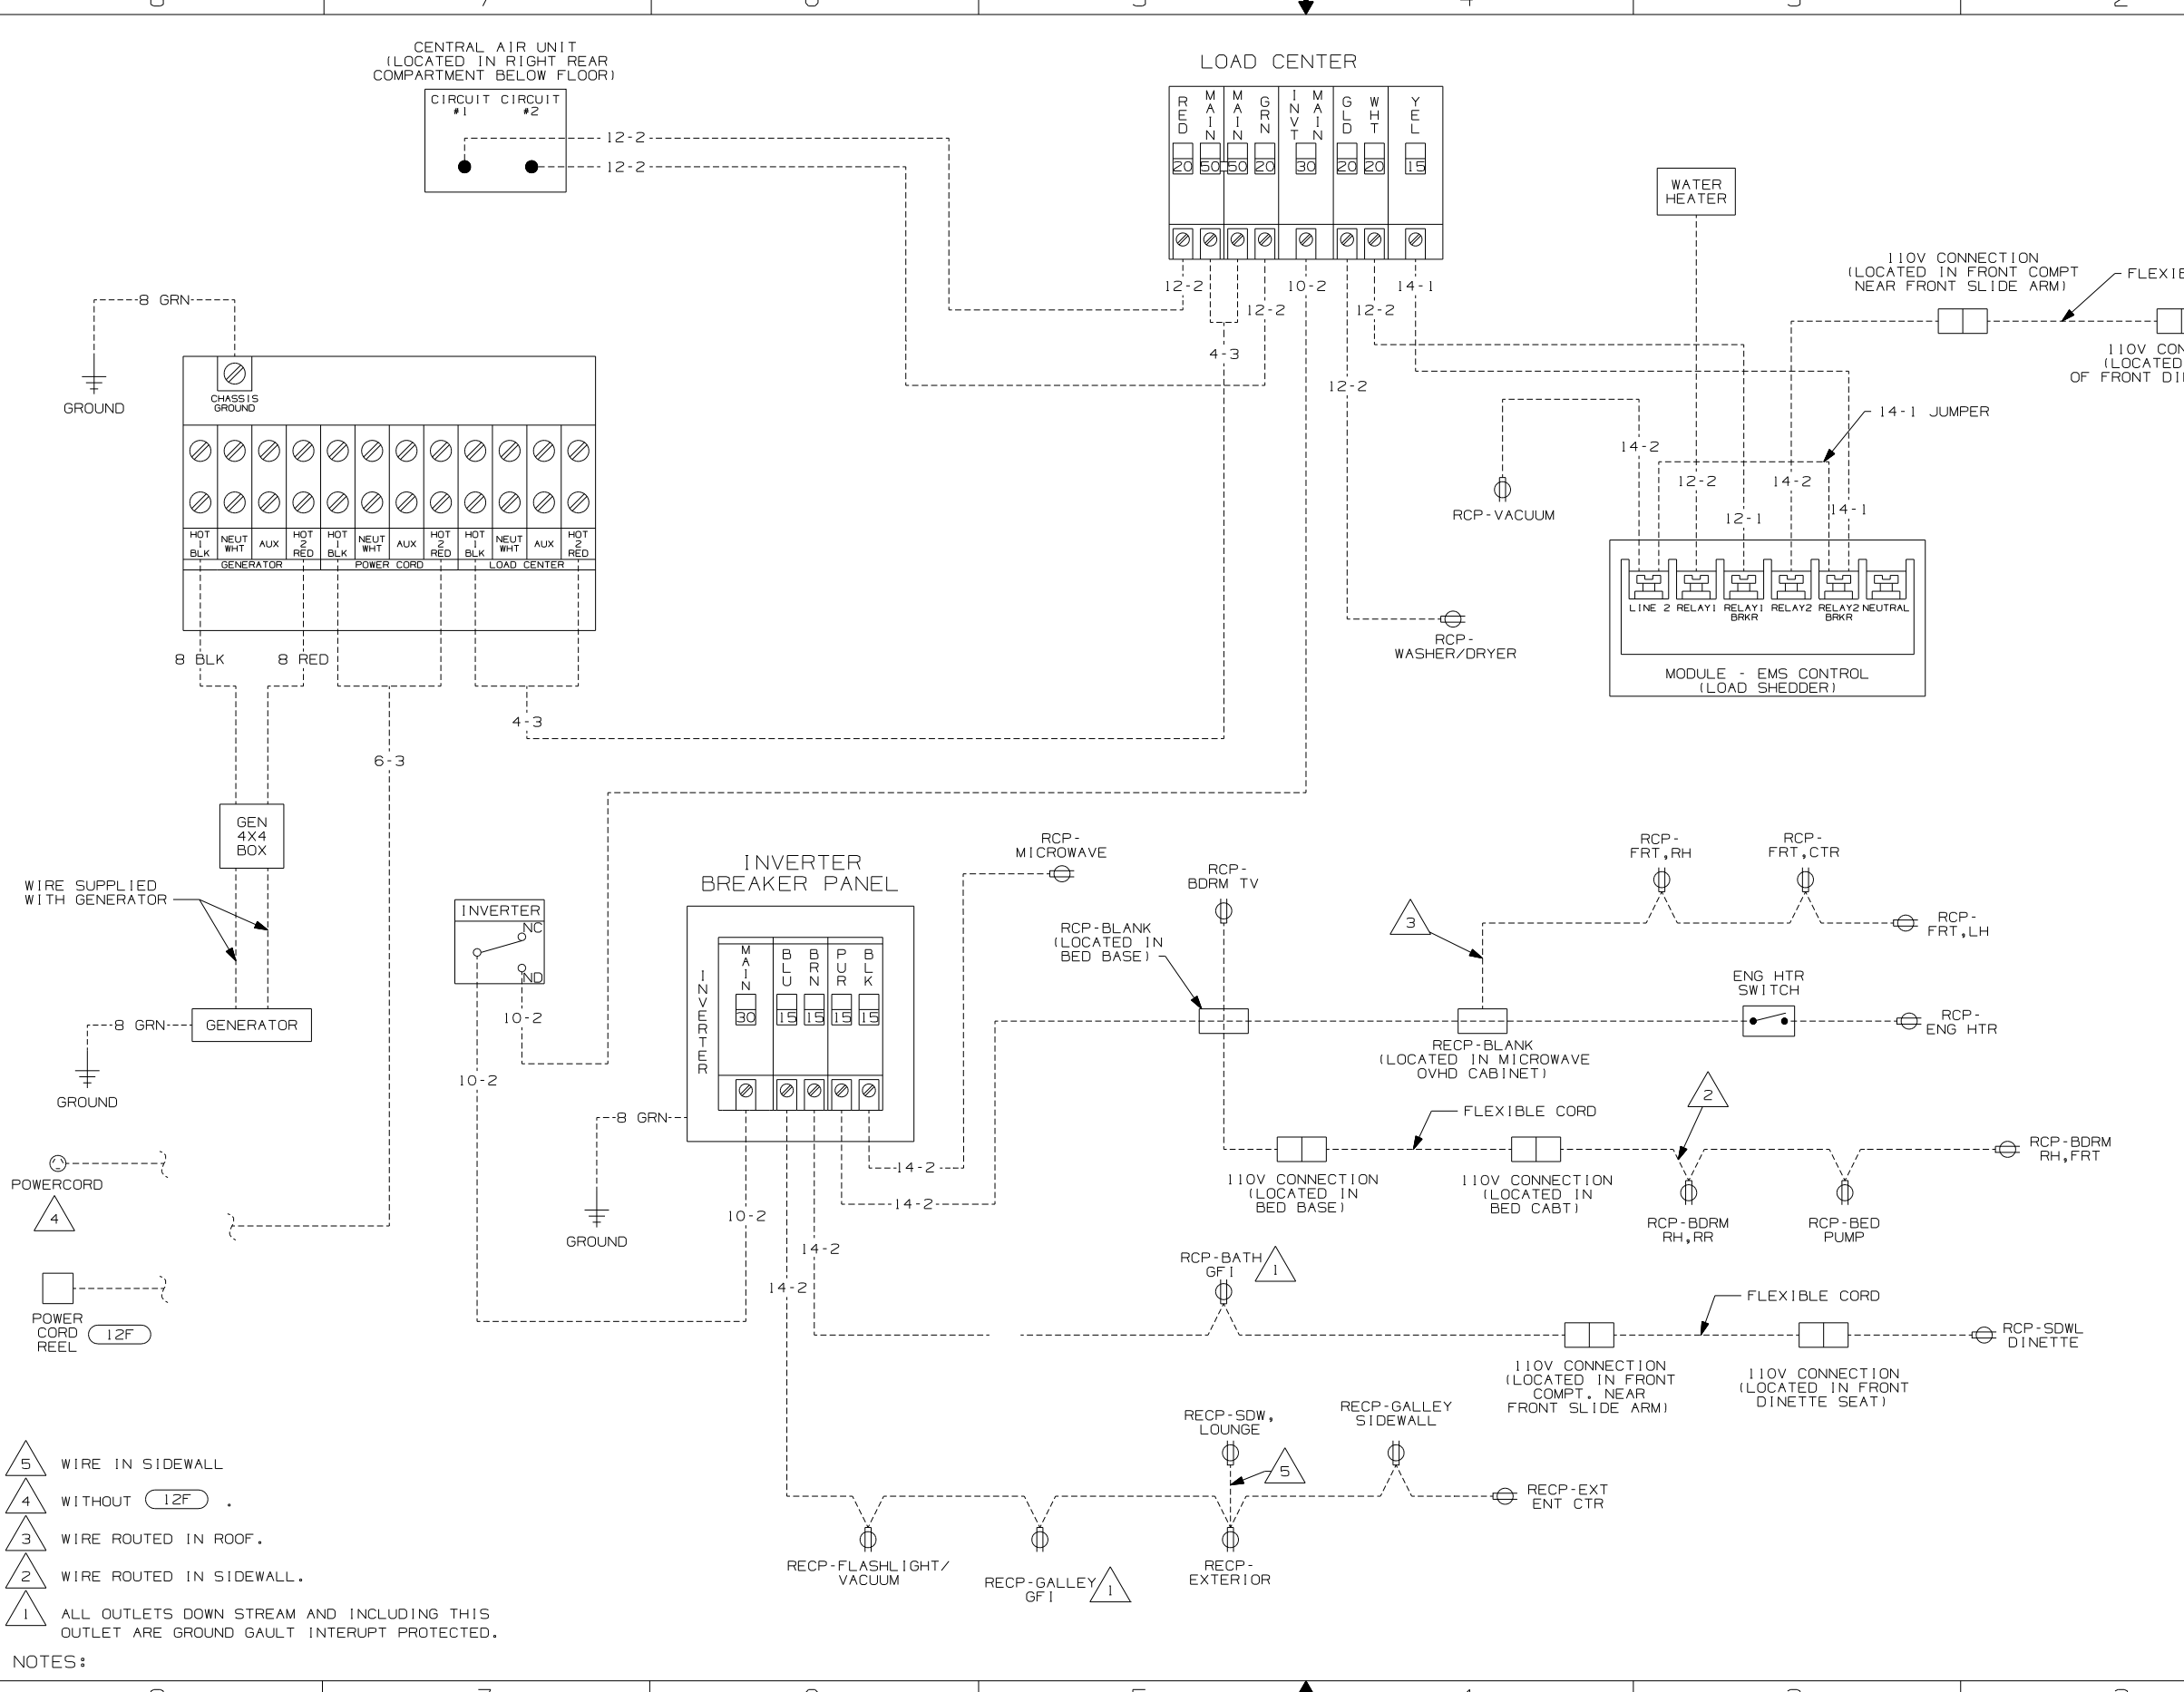 CENTRAL AIR UNIT
(LOCATED IN RIGHT REAR
COMPARTMENT BELOW FLOOR)
CIRCUIT CIRCUIT
#1 #2
12-2
12-2
LOAD CENTER
RED MAIN MAIN GRN INVT MAIN GLD WHT YEL
20 50 50 20 30 20 20 15
12-2 10-2 14-1
12-2 12-2
4-3
12-2
WATER
HEATER
110V CONNECTION
(LOCATED IN FRONT COMPT
NEAR FRONT SLIDE ARM)
(LOCATED
OF FRONT
14-1 JUMPER
14-2
12-2 14-2
12-1 14-1
RCP-VACUUM
RCP-
WASHER/DRYER
LINE 2 RELAY1 RELAY1 RELAY2 RELAY2 NEUTRAL
BRKR BRKR
MODULE - EMS CONTROL
(LOAD SHEDDER)
8 GRN
GROUND
CHASSIS
GROUND
HOT 1 BLK NEUT WHT AUX HOT 2 RED HOT 1 BLK NEUT WHT AUX HOT 2 RED HOT 1 BLK NEUT WHT AUX HOT 2 RED
GENERATOR POWER CORD LOAD CENTER
8 BLK 8 RED
4-3
6-3
GEN
4X4
BOX
WIRE SUPPLIED
WITH GENERATOR
8 GRN
GENERATOR
GROUND
POWERCORD
4
POWER
CORD
REEL
12F
INVERTER
NC
ND
10-2
10-2
INVERTER
BREAKER PANEL
INVERTER
MAIN BLU BRN PUR BLK
30 15 15 15 15
8 GRN
GROUND
14-2
14-2
10-2
14-2
14-2
RCP-
MICROWAVE
RCP-
BDRM TV
RCP-BLANK
(LOCATED IN
BED BASE)
3
RCP-
FRT,RH
RCP-
FRT,CTR
RCP-
FRT,LH
ENG HTR
SWITCH
RCP-
ENG HTR
RECP-BLANK
(LOCATED IN MICROWAVE
OVHD CABINET)
FLEXIBLE CORD
2
110V CONNECTION
(LOCATED IN
BED BASE)
110V CONNECTION
(LOCATED IN
BED CABT)
RCP-BDRM
RH,RR
RCP-BED
PUMP
RCP-BDRM
RH,FRT
RCP-BATH
GFI
1
FLEXIBLE CORD
RCP-SDWL
DINETTE
110V CONNECTION
(LOCATED IN FRONT
COMPT. NEAR
FRONT SLIDE ARM)
110V CONNECTION
(LOCATED IN FRONT
DINETTE SEAT)
RECP-SDW,
LOUNGE
5
RECP-GALLEY
SIDEWALL
RECP-EXT
ENT CTR
RECP-FLASHLIGHT/
VACUUM
RECP-GALLEY
GFI
1
RECP-
EXTERIOR
5 WIRE IN SIDEWALL
4 WITHOUT 12F .
3 WIRE ROUTED IN ROOF.
2 WIRE ROUTED IN SIDEWALL.
1 ALL OUTLETS DOWN STREAM AND INCLUDING THIS
OUTLET ARE GROUND GAULT INTERUPT PROTECTED.
NOTES: